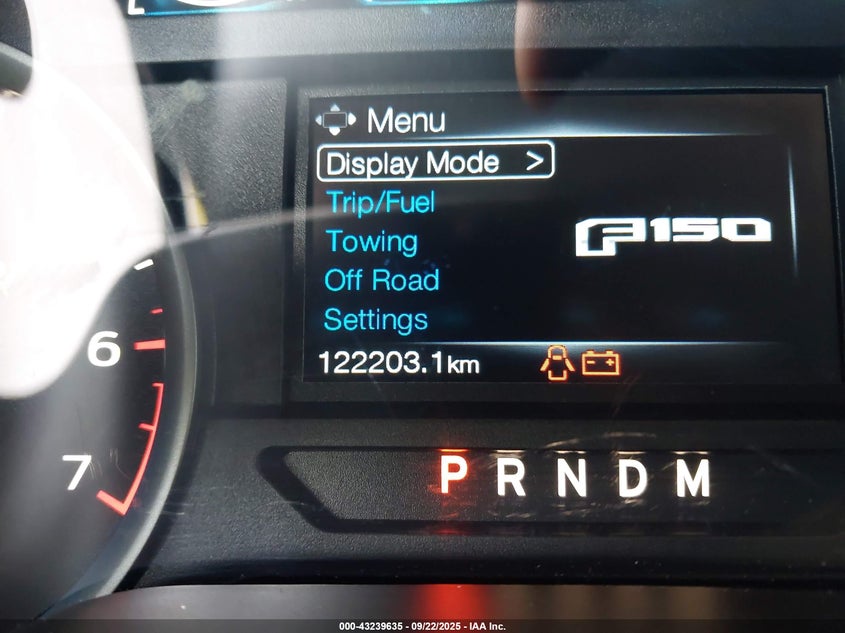 E
Menu
Display Mode >
Trip/Fuel
Towing
F150
Off Road
Settings
122203.1km
6
7
P R N D M
000-43239635 - 09/22/2025 - IAA Inc.